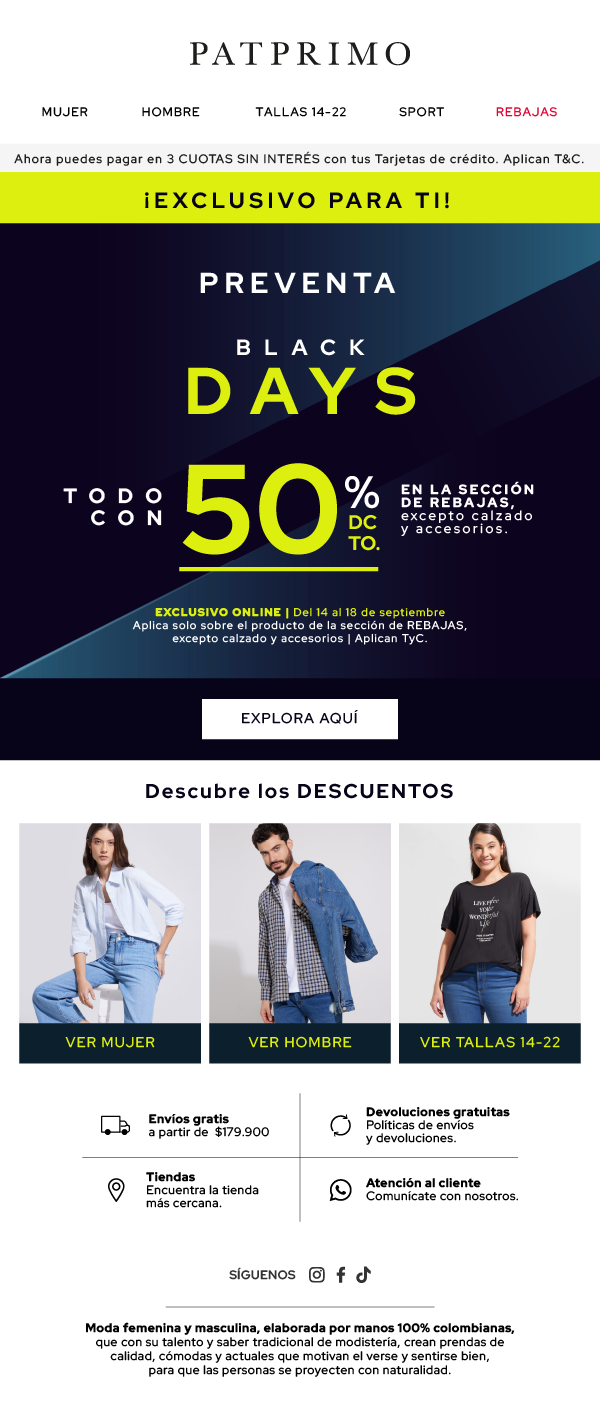 PATPRIMO
MUJER HOMBRE TALLAS 14-22 SPORT REBAJAS
Ahora puedes pagar en 3 CUOTAS SIN INTERÉS con tus Tarjetas de crédito. Aplican T&C.
¡EXCLUSIVO PARA TI!
PREVENTA
BLACK
DAYS
TODO
CON
50%
DC
TO.
EN LA SECCIÓN
DE REBAJAS,
excepto calzado
y accesorios.
EXCLUSIVO ONLINE | Del 14 al 18 de septiembre
Aplica solo sobre el producto de la sección de REBAJAS,
excepto calzado y accesorios | Aplican TyC.
EXPLORA AQUÍ
Descubre los DESCUENTOS
LIVE Free
YOUR
WONDerful
Life
VER MUJER
VER HOMBRE
VER TALLAS 14-22
Envíos gratis
a partir de $179.900
Devoluciones gratuitas
Políticas de envíos
y devoluciones.
Tiendas
Encuentra la tienda
más cercana.
Atención al cliente
Comunícate con nosotros.
SÍGUENOS
Moda femenina y masculina, elaborada por manos 100% colombianas,
que con su talento y saber tradicional de modistería, crean prendas de
calidad, cómodas y actuales que motivan el verse y sentirse bien,
para que las personas se proyecten con naturalidad.